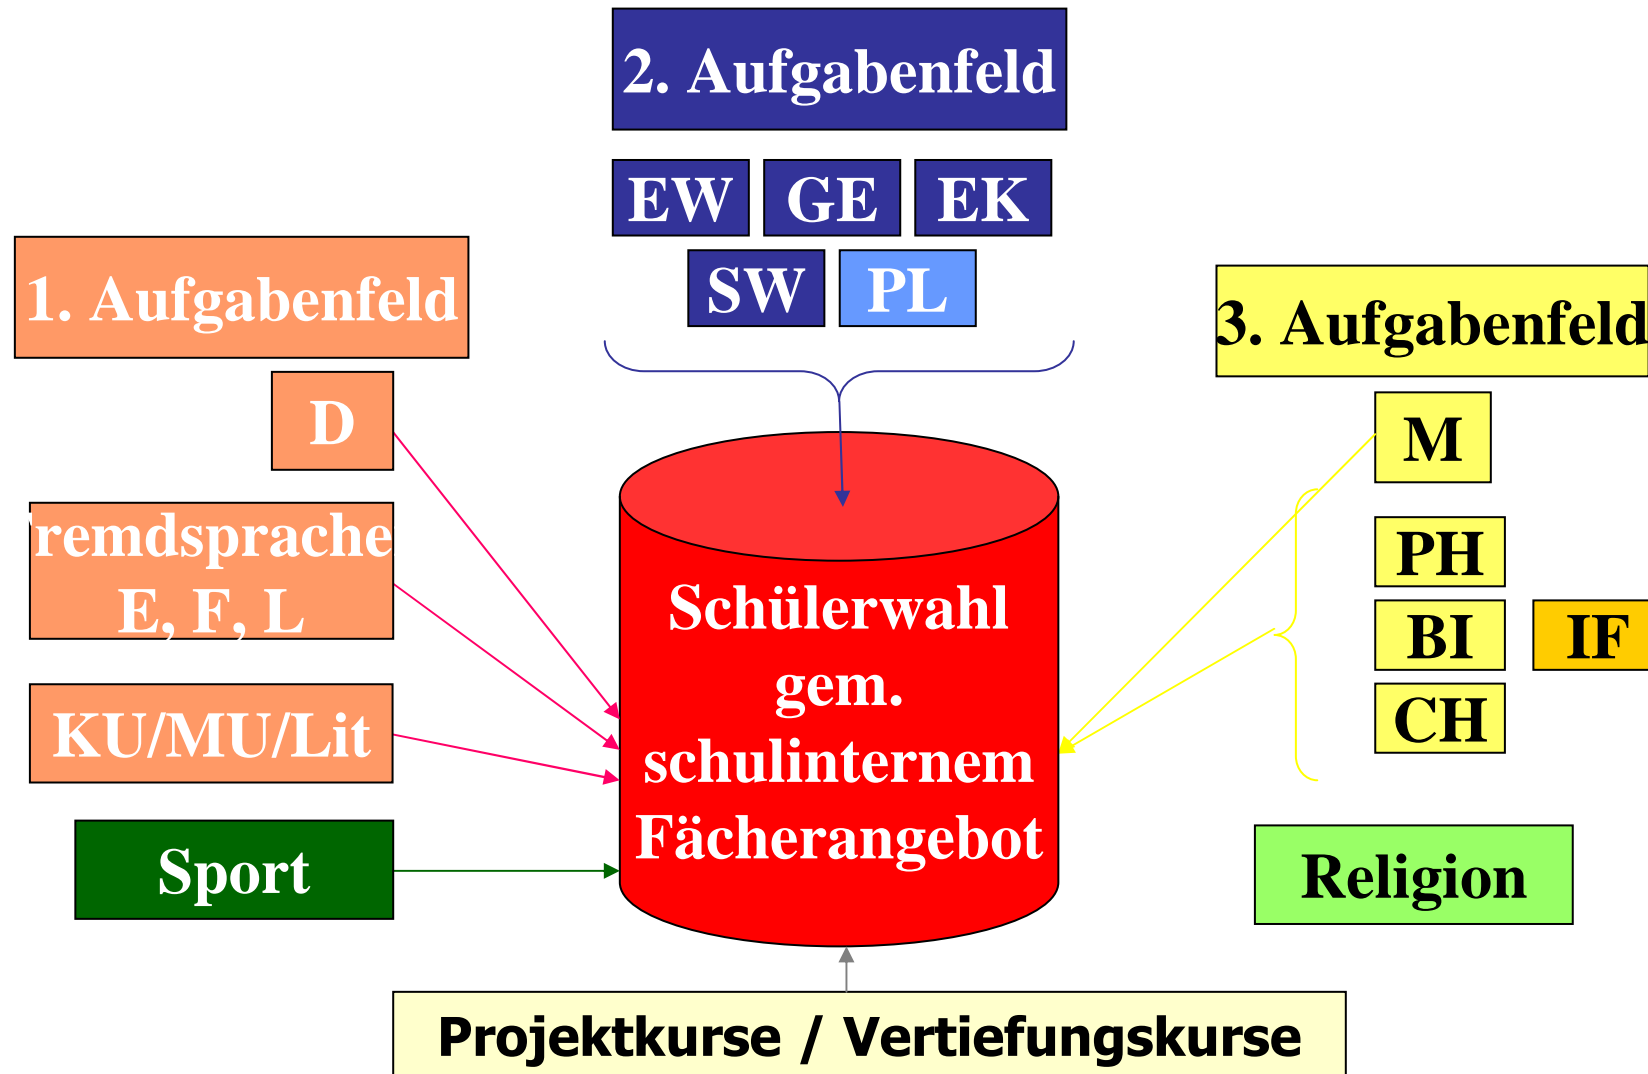 2. Aufgabenfeld
EW GE EK
SW PL
1. Aufgabenfeld
D
remdsprache
E, F, L
KU/MU/Lit
Sport
Schülerwahl
gem.
schulinternem
Fächerangebot
3. Aufgabenfeld
M
PH
BI IF
CH
Religion
Projektkurse / Vertiefungskurse